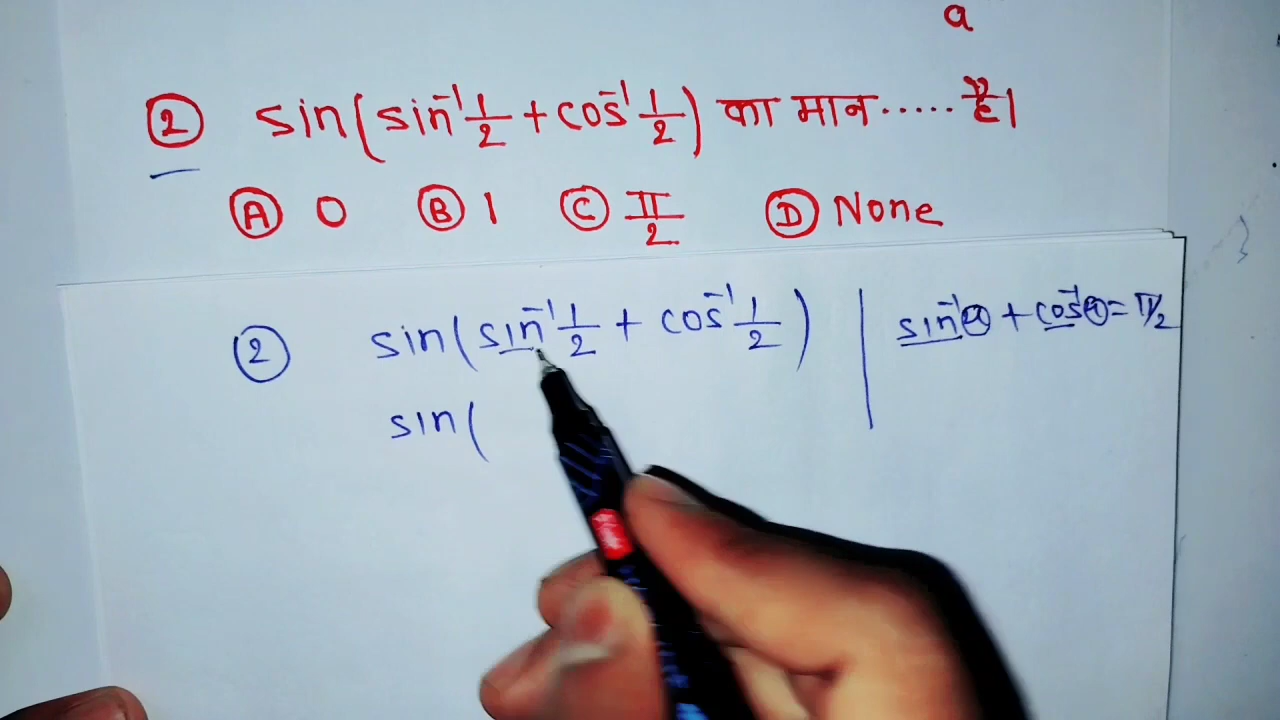 a
② sin(sin⁻¹ 1/2 + cos⁻¹ 1/2) का मान..... है।
Ⓐ 0 Ⓑ 1 Ⓒ π/2 Ⓓ None
② sin(sin⁻¹ 1/2 + cos⁻¹ 1/2) | sin⁻¹x + cos⁻¹x = π/2
sin(